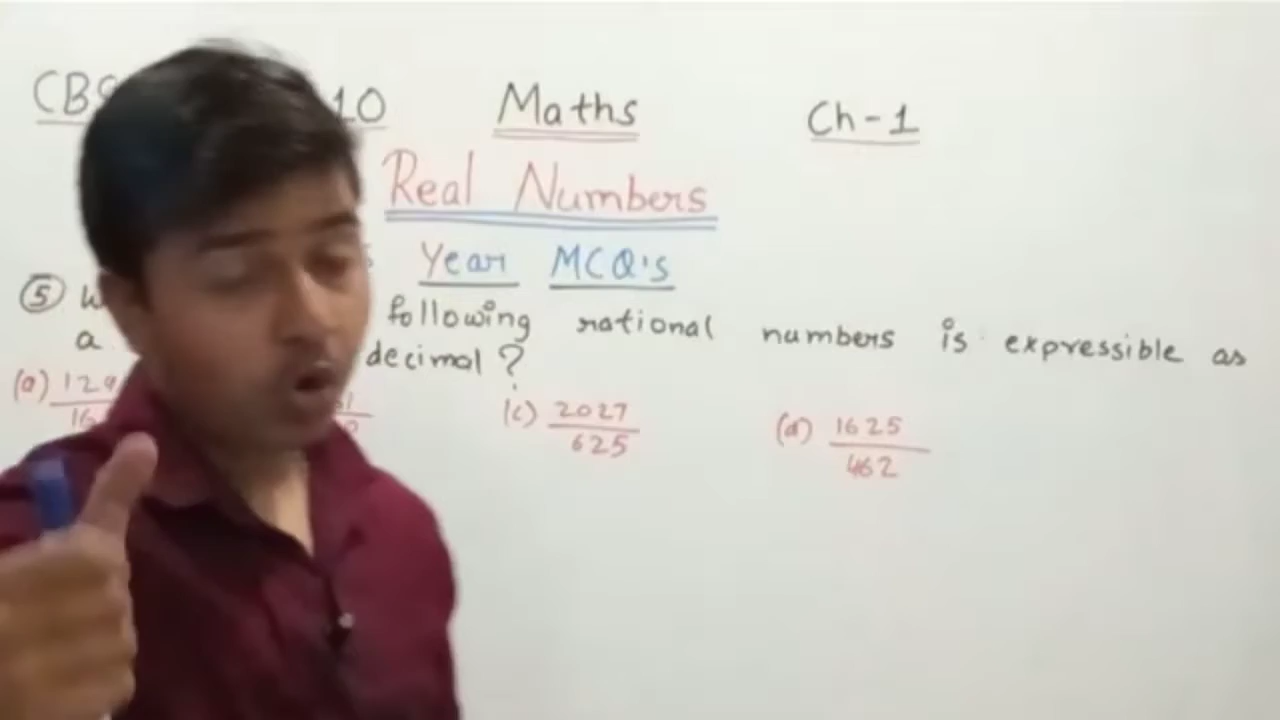 CBS 10 Maths Ch-1
Real Numbers
Year MCQ's
⑤ following rational numbers is expressible as
a decimal?
(a) 129/16 (c) 2027/625 (d) 1625/462